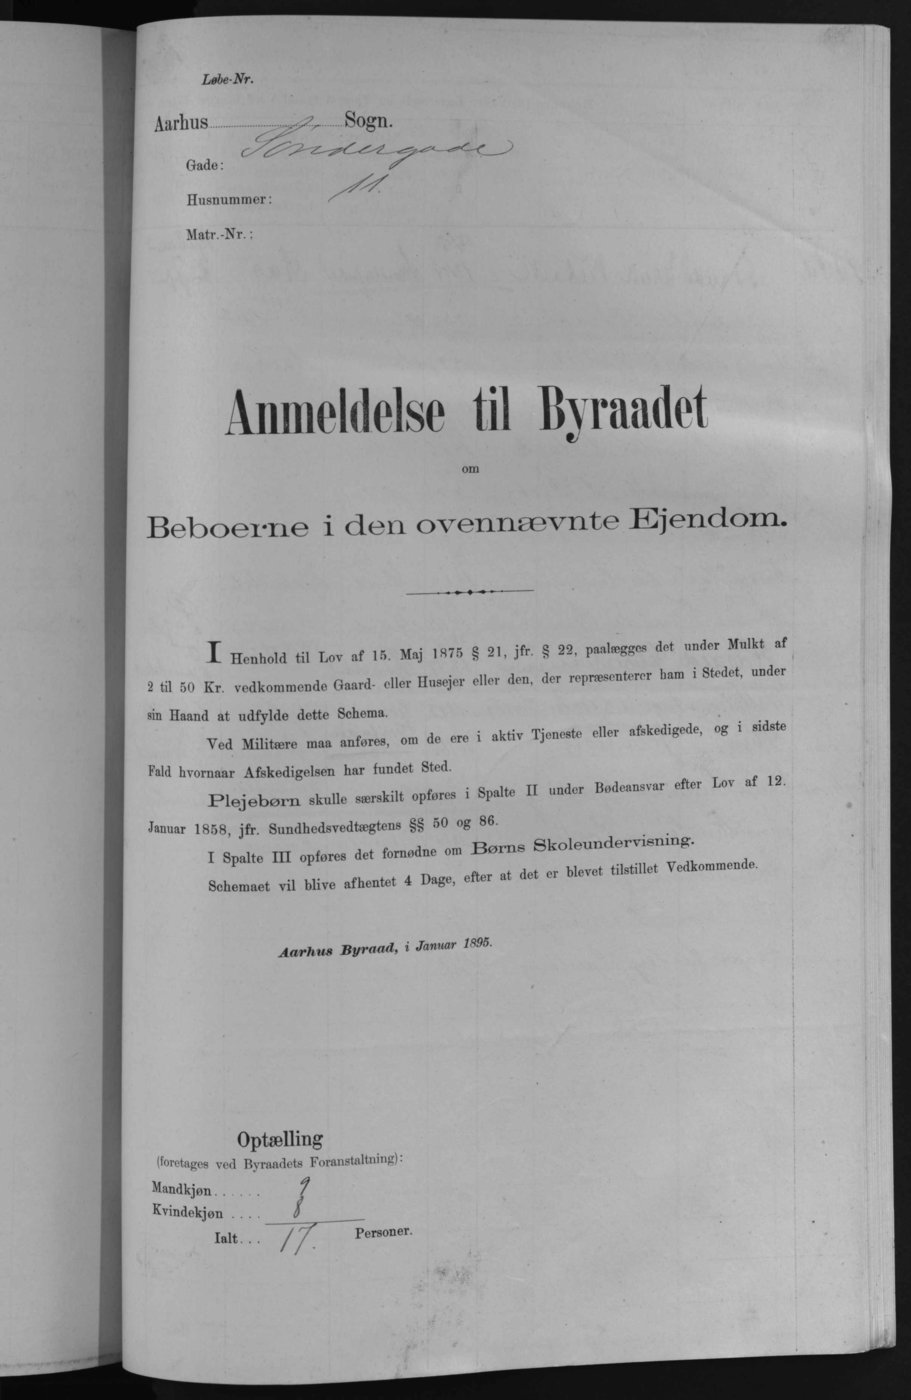 Løbe-Nr.
Aarhus Sogn.
Gade: Söndergade
Husnummer: 11.
Matr.-Nr.:
Anmeldelse til Byraadet
om
Beboerne i den ovennævnte Ejendom.
I Henhold til Lov af 15. Maj 1875 § 21, jfr. § 22, paalægges det under Mulkt af
2 til 50 Kr. vedkommende Gaard- eller Husejer eller den, der repræsenterer ham i Stedet, under
sin Haand at udfylde dette Schema.
Ved Militære maa anføres, om de ere i aktiv Tjeneste eller afskedigede, og i sidste
Fald hvornaar Afskedigelsen har fundet Sted.
Plejebørn skulle særskilt opføres i Spalte II under Bødeansvar efter Lov af 12.
Januar 1858, jfr. Sundhedsvedtægtens §§ 50 og 86.
I Spalte III opføres det fornødne om Børns Skoleundervisning.
Schemaet vil blive afhentet 4 Dage, efter at det er blevet tilstillet Vedkommende.
Aarhus Byraad, i Januar 1895.
Optælling
(foretages ved Byraadets Foranstaltning):
Mandkjøn...... 9
Kvindekjøn .... 8
Ialt... 17. Personer.